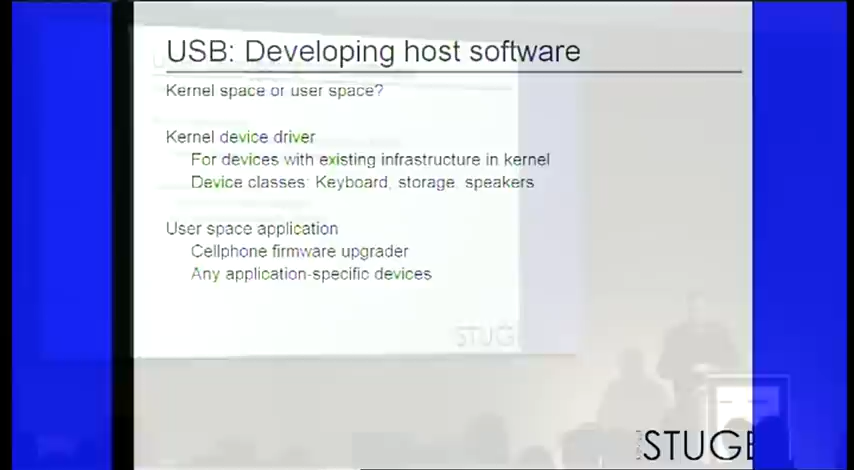 USB: Developing host software
Kernel space or user space?
Kernel device driver
For devices with existing infrastructure in kernel
Device classes: Keyboard, storage, speakers
User space application
Cellphone firmware upgrader
Any application-specific devices
STUG
STUGE